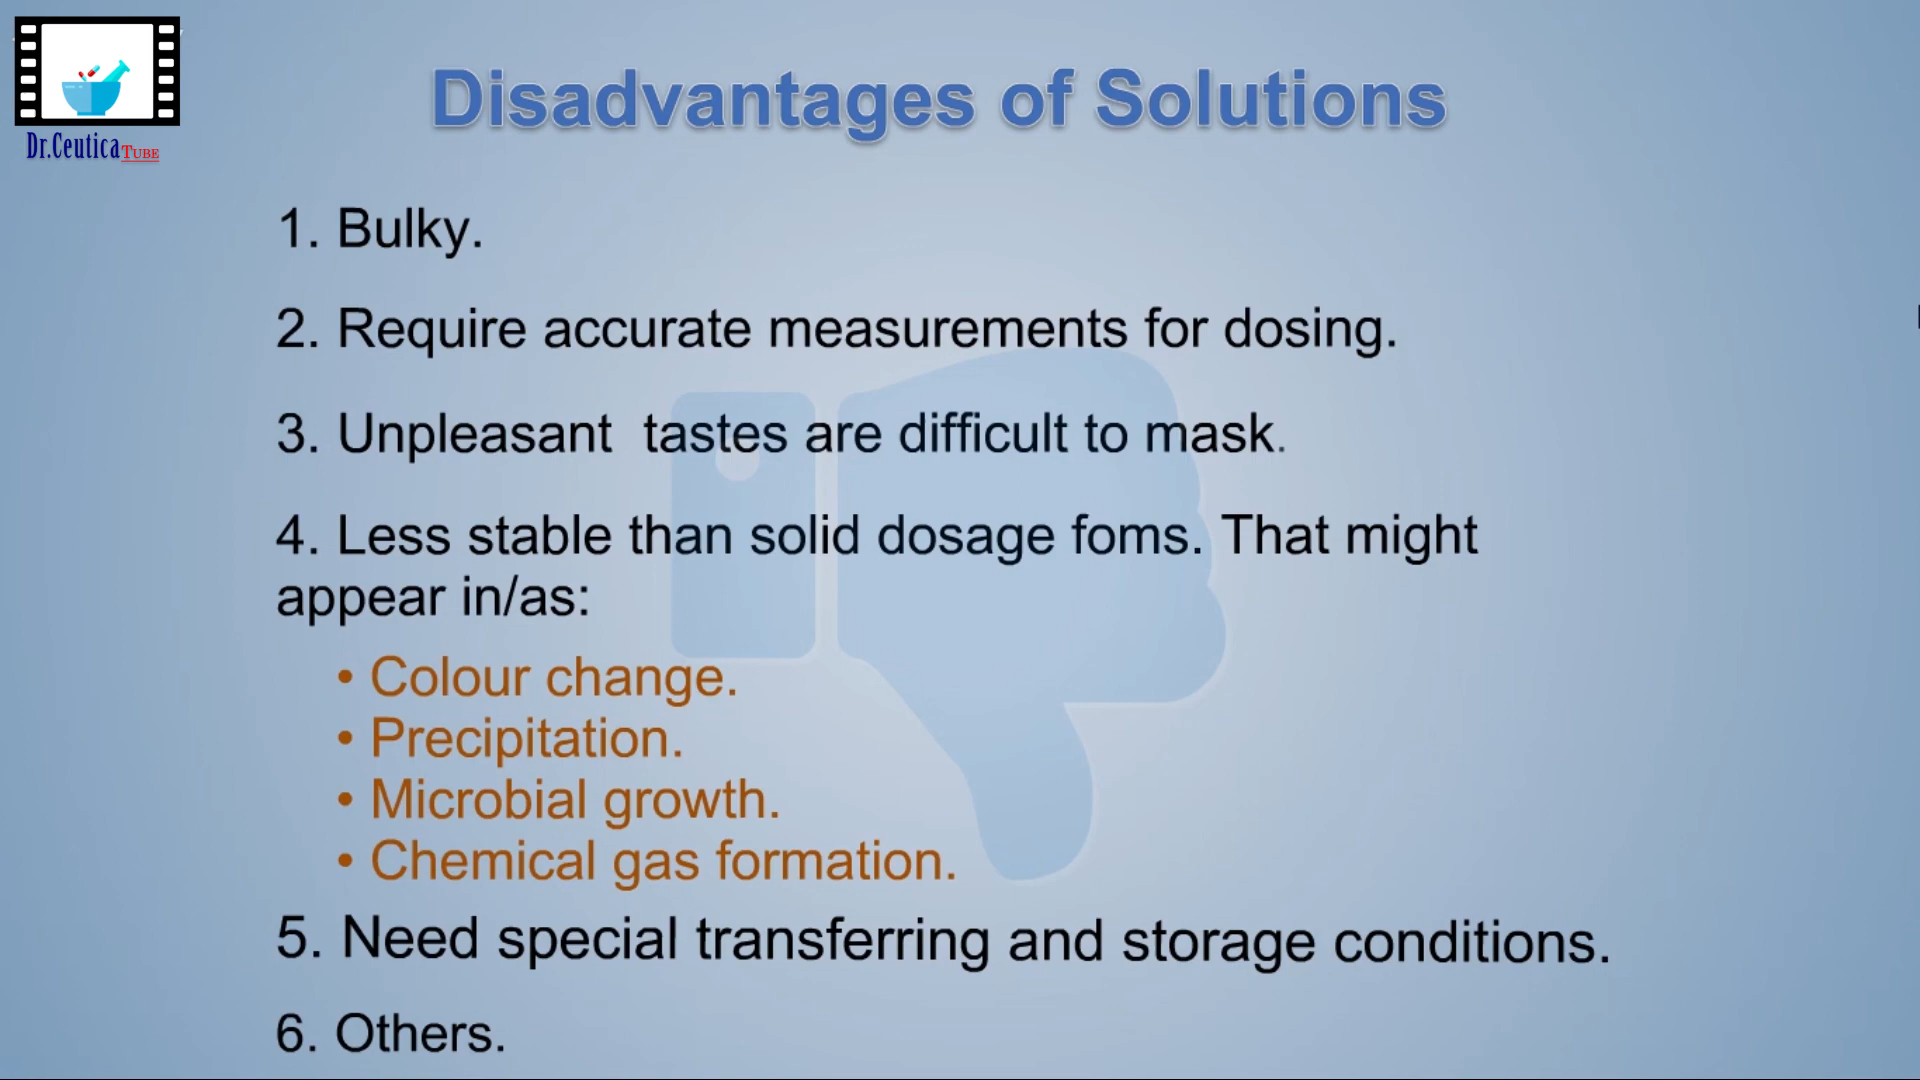 Dr.Ceutica TUBE
Disadvantages of Solutions
1. Bulky.
2. Require accurate measurements for dosing.
3. Unpleasant  tastes are difficult to mask.
4. Less stable than solid dosage foms. That might
appear in/as:
• Colour change.
• Precipitation.
• Microbial growth.
• Chemical gas formation.
5. Need special transferring and storage conditions.
6. Others.